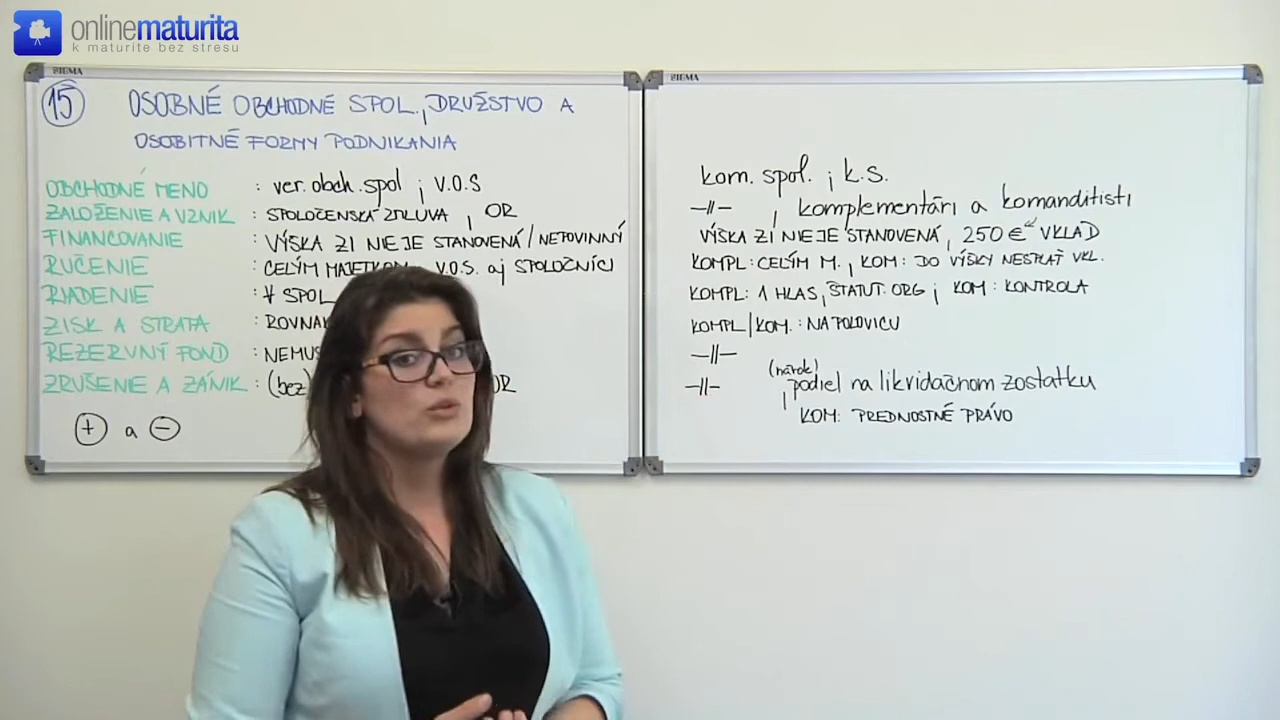 onlinematurita
k maturite bez stresu
SIGMA
15 OSOBNÉ OBCHODNÉ SPOL., DRUŽSTVO A
OSOBITNÉ FORMY PODNIKANIA
OBCHODNÉ MENO : ver. obch. spol ; V.O.S
ZALOŽENIE A VZNIK : SPOLOČENSKÁ ZMLUVA , OR
FINANCOVANIE : VÝŠKA ZI NIE JE STANOVENÁ / NEPOVINNÝ
RUČENIE : CELÝM MAJETKOM V.O.S. aj SPOLOČNÍCI
RIADENIE : ∀ SPOL
ZISK A STRATA : ROVNA
REZERVNÝ FOND : NEMUS
ZRUŠENIE A ZÁNIK : (bez) OR
+ a -
SIGMA
kom. spol. ; k.S.
-||- , komplementári a komanditisti
VÝŠKA ZI NIE JE STANOVENÁ , 250 € VKLAD
KOMPL: CELÝM M. , KOM: DO VÝŠKY NESPLAT VKL.
KOMPL: 1 HLAS, ŠTATUT. ORG ; KOM : KONTROLA
KOMPL/KOM. : NA POLOVICU
-||-
(nárok)
-||- , podiel na likvidačnom zostatku
KOM: PREDNOSTNÉ PRÁVO